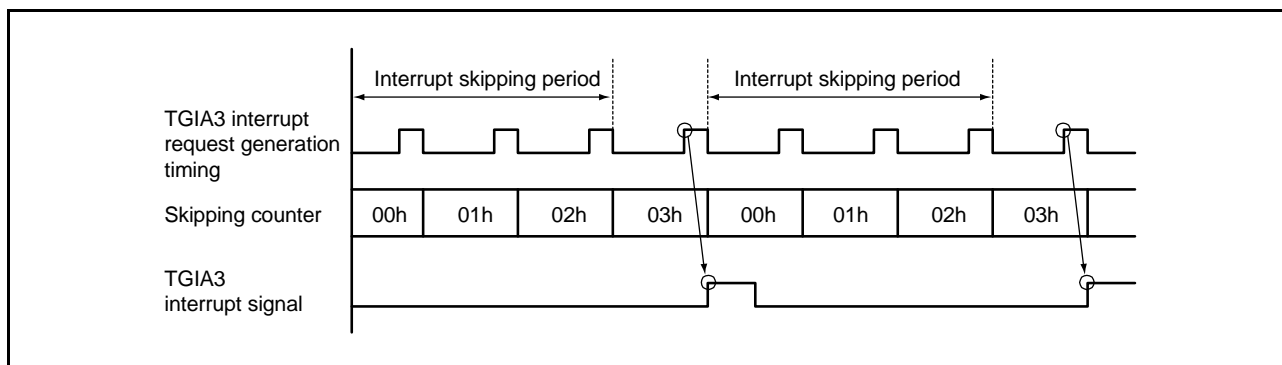 Interrupt skipping period
Interrupt skipping period
TGIA3 interrupt
request generation
timing
Skipping counter
00h 01h 02h 03h 00h 01h 02h 03h
TGIA3
interrupt signal